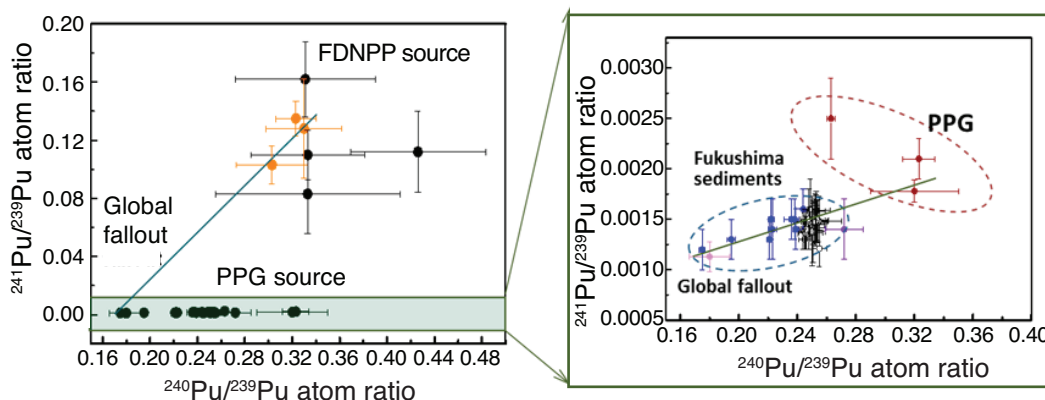 0.20
0.16
0.12
0.08
0.04
0.00
²⁴¹Pu/²³⁹Pu atom ratio
FDNPP source
Global
fallout
PPG source
0.16 0.20 0.24 0.28 0.32 0.36 0.40 0.44 0.48
²⁴⁰Pu/²³⁹Pu atom ratio
0.0030
0.0025
0.0020
0.0015
0.0010
0.0005
²⁴¹Pu/²³⁹Pu atom ratio
PPG
Fukushima
sediments
Global fallout
0.16 0.20 0.24 0.28 0.32 0.36 0.40
²⁴⁰Pu/²³⁹Pu atom ratio